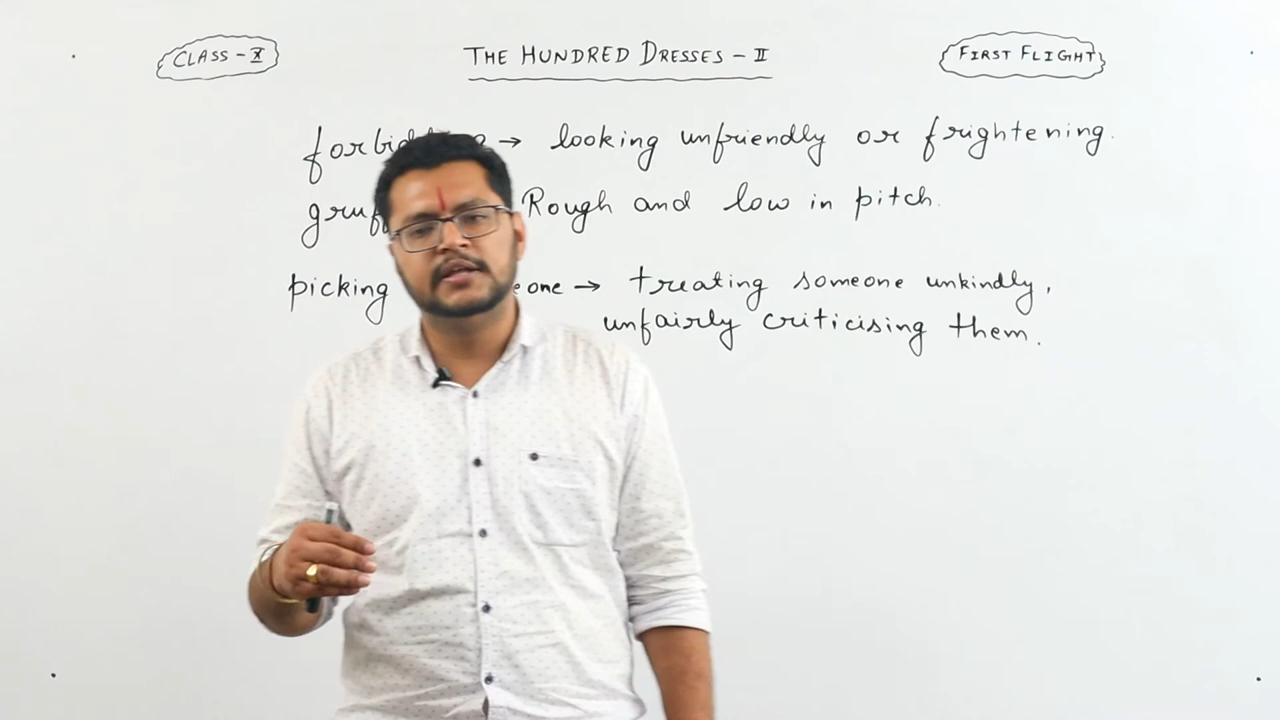 CLASS - X
THE HUNDRED DRESSES - II
FIRST FLIGHT
→ looking unfriendly or frightening.
Rough and low in pitch.
picking one → treating someone unkindly,
unfairly criticising them.